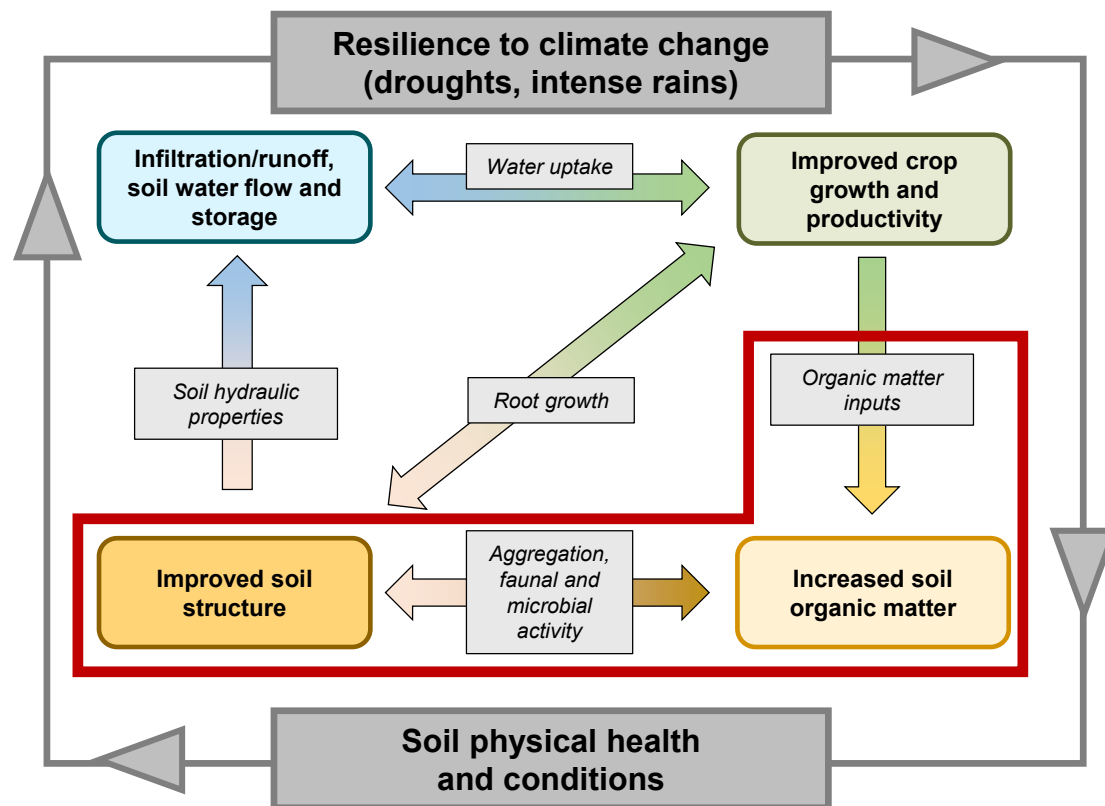 Resilience to climate change
(droughts, intense rains)
Infiltration/runoff,
soil water flow and
storage
Water uptake
Improved crop
growth and
productivity
Soil hydraulic
properties
Root growth
Organic matter
inputs
Improved soil
structure
Aggregation,
faunal and
microbial
activity
Increased soil
organic matter
Soil physical health
and conditions